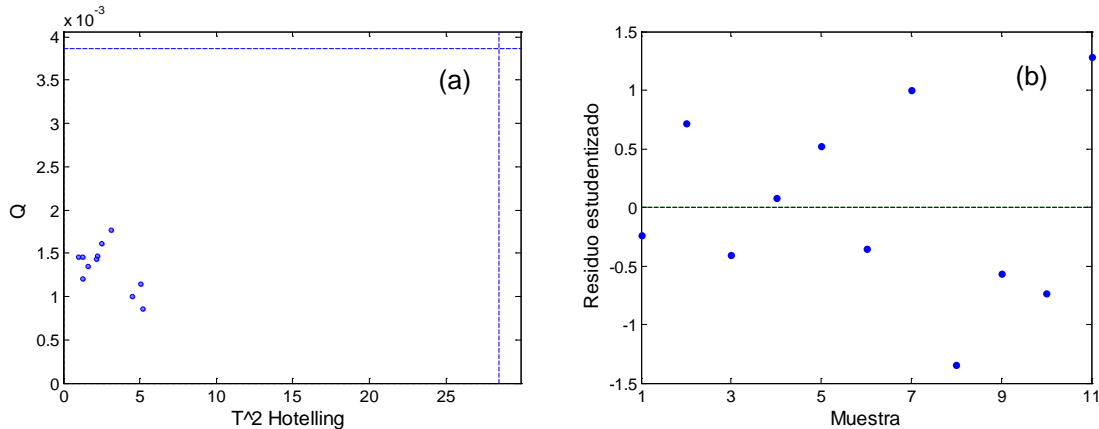 x 10^-3
4
3.5
3
2.5
2
1.5
1
0.5
0
Q
0 5 10 15 20 25
T^2 Hotelling
(a)
1.5
1
0.5
0
-0.5
-1
-1.5
Residuo estudentizado
1 3 5 7 9 11
Muestra
(b)